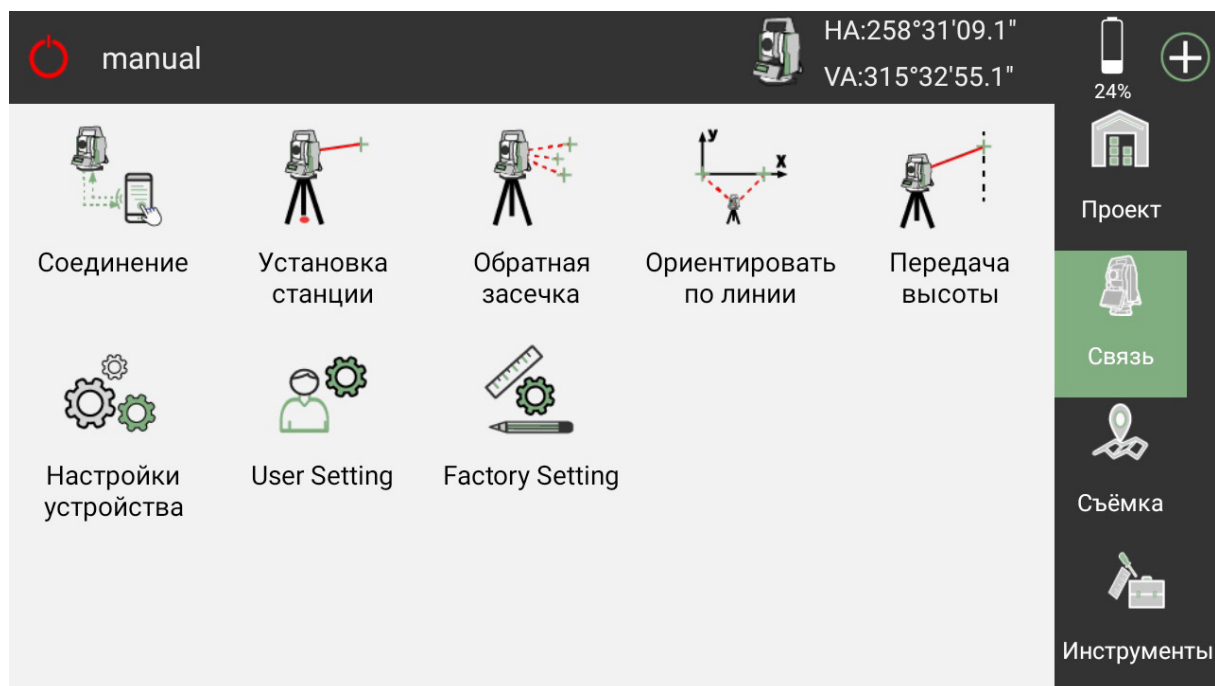 manual
HA:258°31'09.1"
VA:315°32'55.1"
24%
Соединение
Установка
станции
Обратная
засечка
y
x
Ориентировать
по линии
Передача
высоты
Настройки
устройства
User Setting
Factory Setting
Проект
Связь
Съёмка
Инструменты